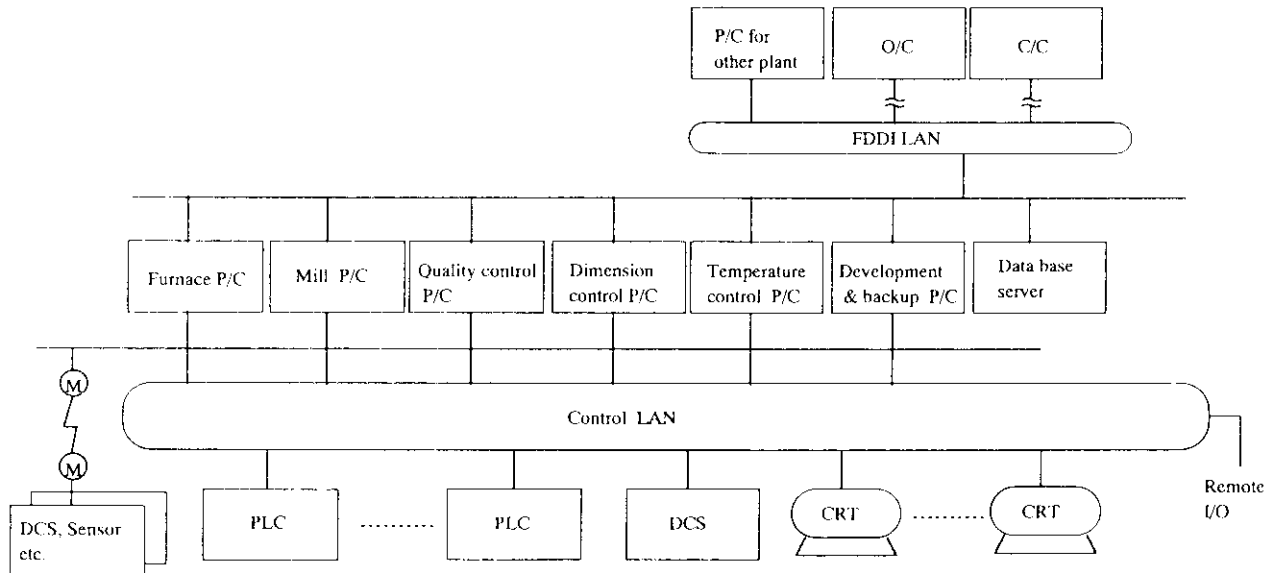 P/C for
other plant
O/C
C/C
FDDI LAN
Furnace P/C
Mill P/C
Quality control
P/C
Dimension
control P/C
Temperature
control P/C
Development
& backup P/C
Data base
server
M
Control LAN
M
DCS, Sensor
etc.
PLC
.........
PLC
DCS
CRT
.........
CRT
Remote
I/O